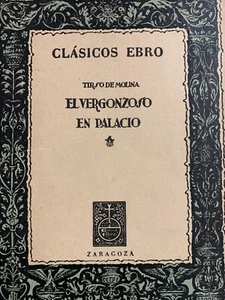 CLÁSICOS EBRO
TIRSO DE MOLINA
EL VERGONZOSO
EN PALACIO
ZARAGOZA